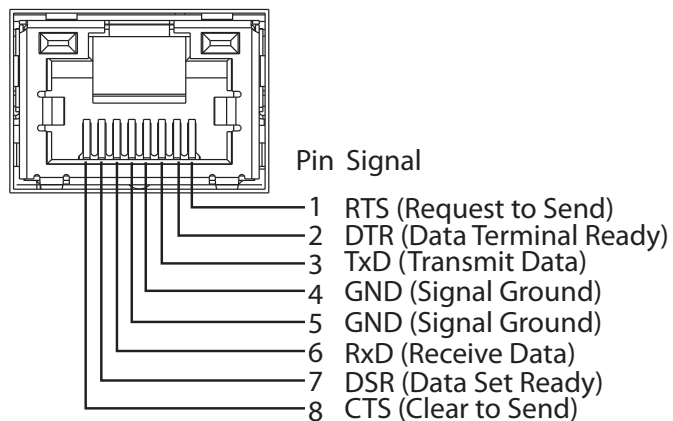 Pin Signal
1 RTS (Request to Send)
2 DTR (Data Terminal Ready)
3 TxD (Transmit Data)
4 GND (Signal Ground)
5 GND (Signal Ground)
6 RxD (Receive Data)
7 DSR (Data Set Ready)
8 CTS (Clear to Send)